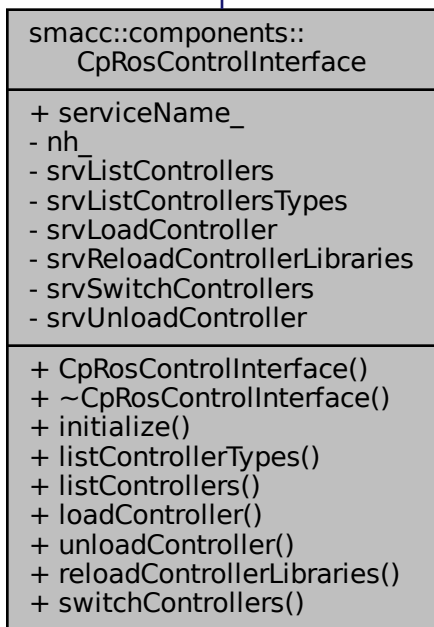 smacc::components::
CpRosControlInterface
+ serviceName_
- nh_
- srvListControllers
- srvListControllersTypes
- srvLoadController
- srvReloadControllerLibraries
- srvSwitchControllers
- srvUnloadController
+ CpRosControlInterface()
+ ~CpRosControlInterface()
+ initialize()
+ listControllerTypes()
+ listControllers()
+ loadController()
+ unloadController()
+ reloadControllerLibraries()
+ switchControllers()